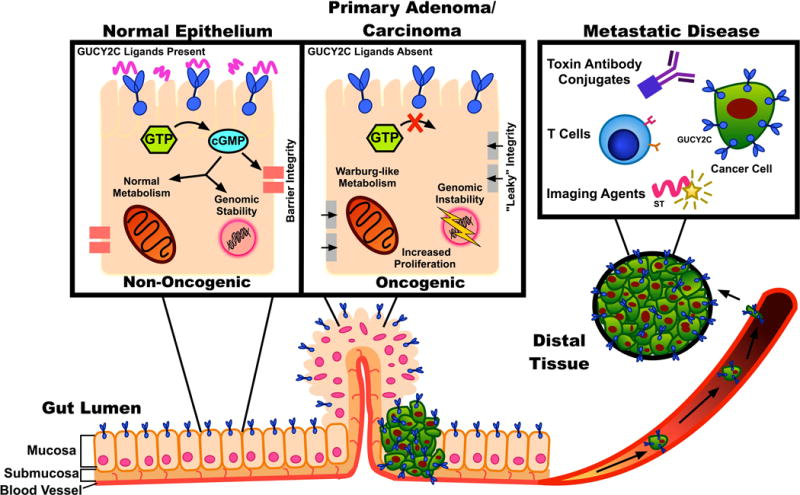 Normal Epithelium
GUCY2C Ligands Present
GTP
cGMP
Normal
Metabolism
Genomic
Stability
Barrier Integrity
Non-Oncogenic
Primary Adenoma/
Carcinoma
GUCY2C Ligands Absent
GTP
Warburg-like
Metabolism
Genomic
Instability
"Leaky" Integrity
Increased
Proliferation
Oncogenic
Metastatic Disease
Toxin Antibody
Conjugates
T Cells
GUCY2C
Cancer Cell
Imaging Agents
ST
Distal
Tissue
Gut Lumen
Mucosa
Submucosa
Blood Vessel